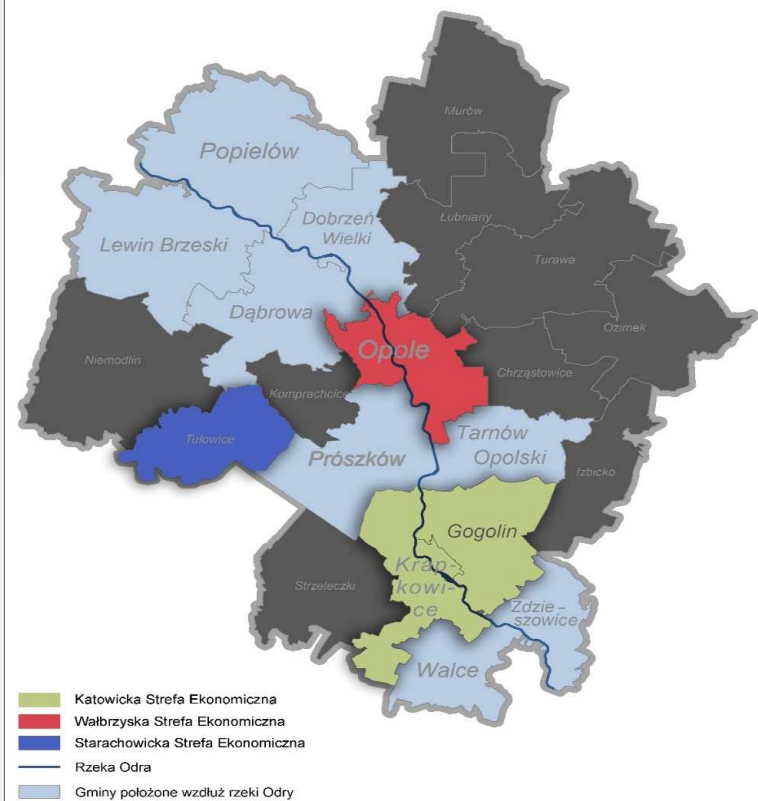 Murów
Popielów
Dobrzeń
Wielki
Łubniany
Lewin Brzeski
Turawa
Dąbrowa
Ozimek
Opole
Niemodlin
Chrząstowice
Komprachcice
Tułowice
Tarnów
Opolski
Prószków
Izbicko
Gogolin
Krap-
kowi-
ce
Strzeleczki
Zdzie-
szowice
Walce
Katowicka Strefa Ekonomiczna
Wałbrzyska Strefa Ekonomiczna
Starachowicka Strefa Ekonomiczna
Rzeka Odra
Gminy położone wzdłuż rzeki Odry